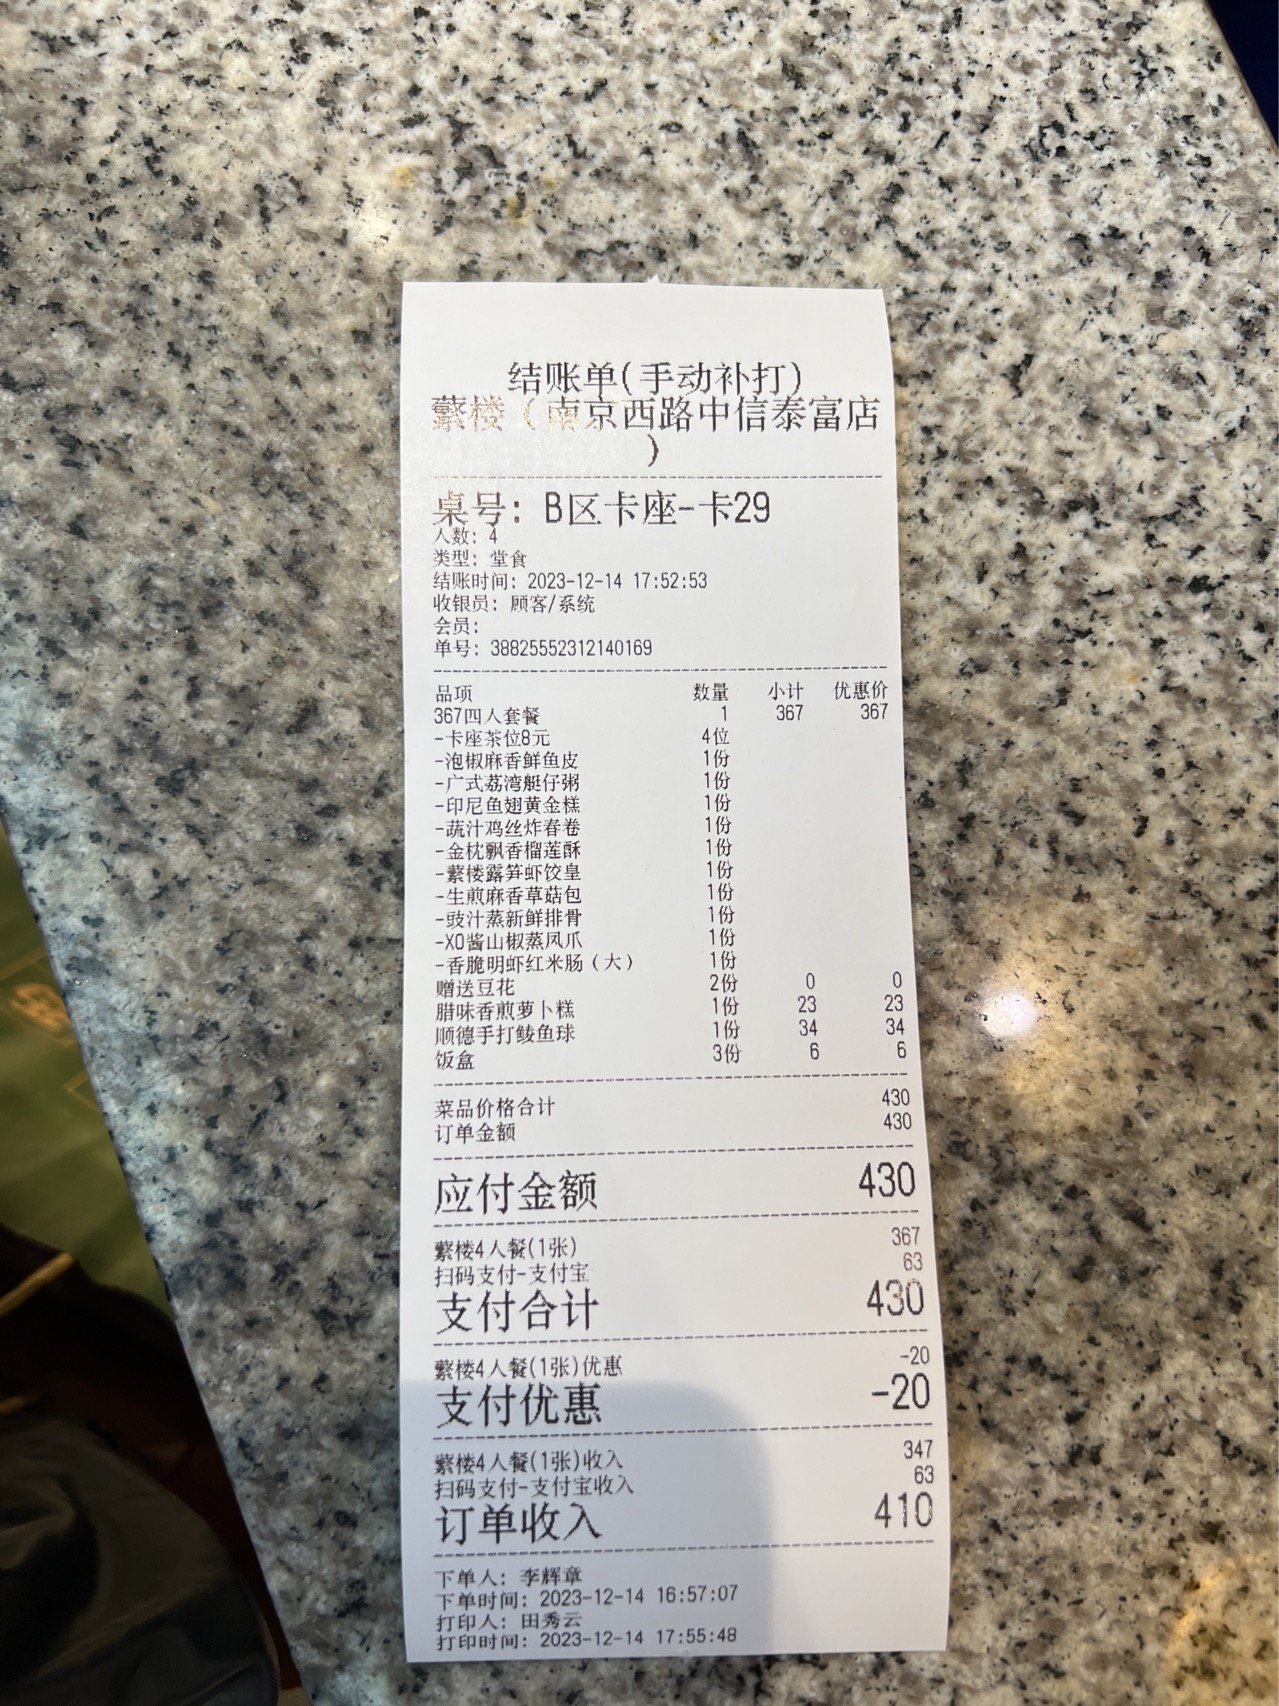 结账单(手动补打)
蘩楼（南京西路中信泰富店
）
桌号: B区卡座-卡29
人数: 4
类型: 堂食
结账时间: 2023-12-14 17:52:53
收银员: 顾客/系统
会员:
单号: 38825552312140169
品项 数量 小计 优惠价
367四人套餐 1 367 367
-卡座茶位8元 4位
-泡椒麻香鲜鱼皮 1份
-广式荔湾艇仔粥 1份
-印尼鱼翅黄金糕 1份
-蔬汁鸡丝炸春卷 1份
-金枕飘香榴莲酥 1份
-蘩楼露笋虾饺皇 1份
-生煎麻香草菇包 1份
-豉汁蒸新鲜排骨 1份
-XO酱山椒蒸凤爪 1份
-香脆明虾红米肠（大） 1份
赠送豆花 2份 0 0
腊味香煎萝卜糕 1份 23 23
顺德手打鲮鱼球 1份 34 34
饭盒 3份 6 6
菜品价格合计 430
订单金额 430
应付金额 430
蘩楼4人餐(1张) 367
扫码支付-支付宝 63
支付合计 430
蘩楼4人餐(1张)优惠 -20
支付优惠 -20
蘩楼4人餐(1张)收入 347
扫码支付-支付宝收入 63
订单收入 410
下单人: 李辉章
下单时间: 2023-12-14 16:57:07
打印人: 田秀云
打印时间: 2023-12-14 17:55:48